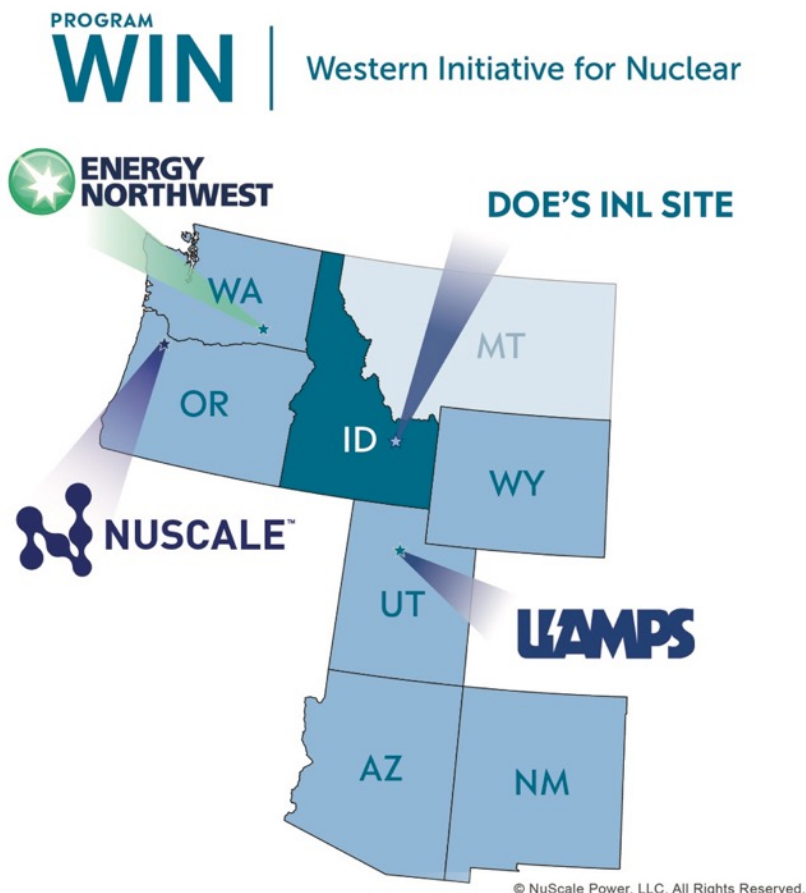 PROGRAM
WIN
Western Initiative for Nuclear
ENERGY
NORTHWEST
DOE'S INL SITE
WA
MT
OR
ID
WY
NUSCALE™
UT
UAMPS
AZ
NM
© NuScale Power, LLC. All Rights Reserved.